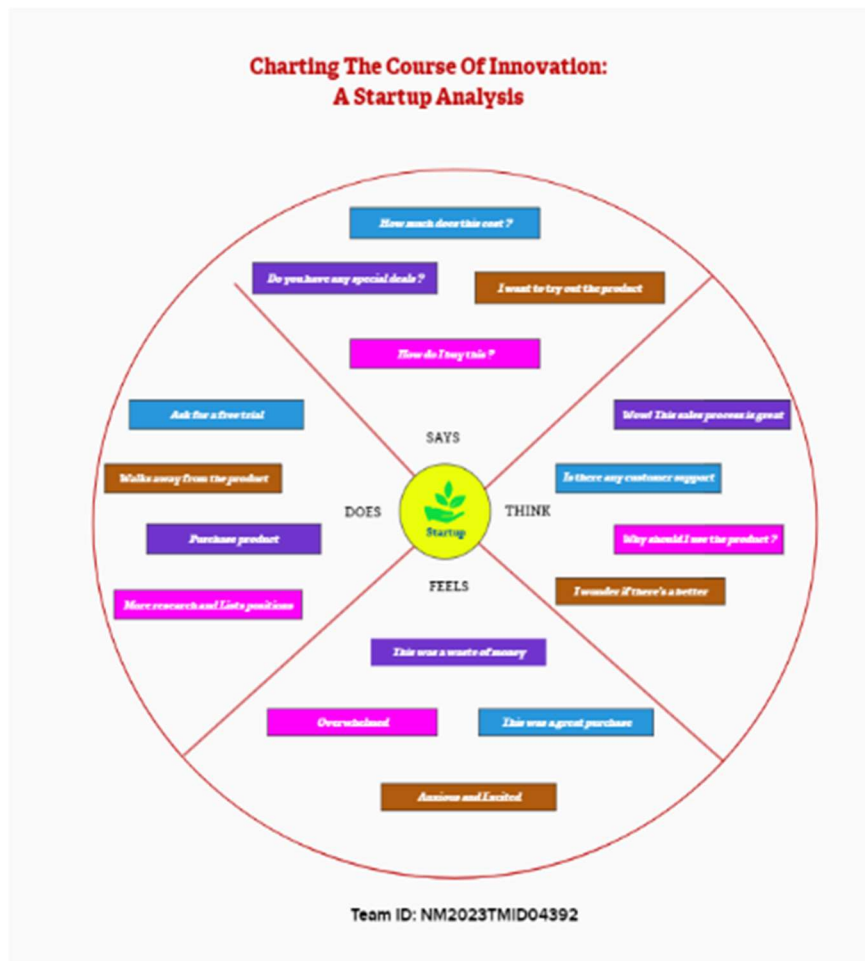 Charting The Course Of Innovation:
A Startup Analysis
How much does this cost ?
Do you have any special deals ?
I want to try out the product
How do I buy this ?
SAYS
Ask for a free trial
Walks away from the product
Purchase product
More research and Lists positions
DOES
Startup
THINK
Wow! This sales process is great
Is there any customer support
Why should I use the product ?
I wonder if there's a better
FEELS
This was a waste of money
Overwhelmed
This was a great purchase
Anxious and Excited
Team ID: NM2023TMID04392